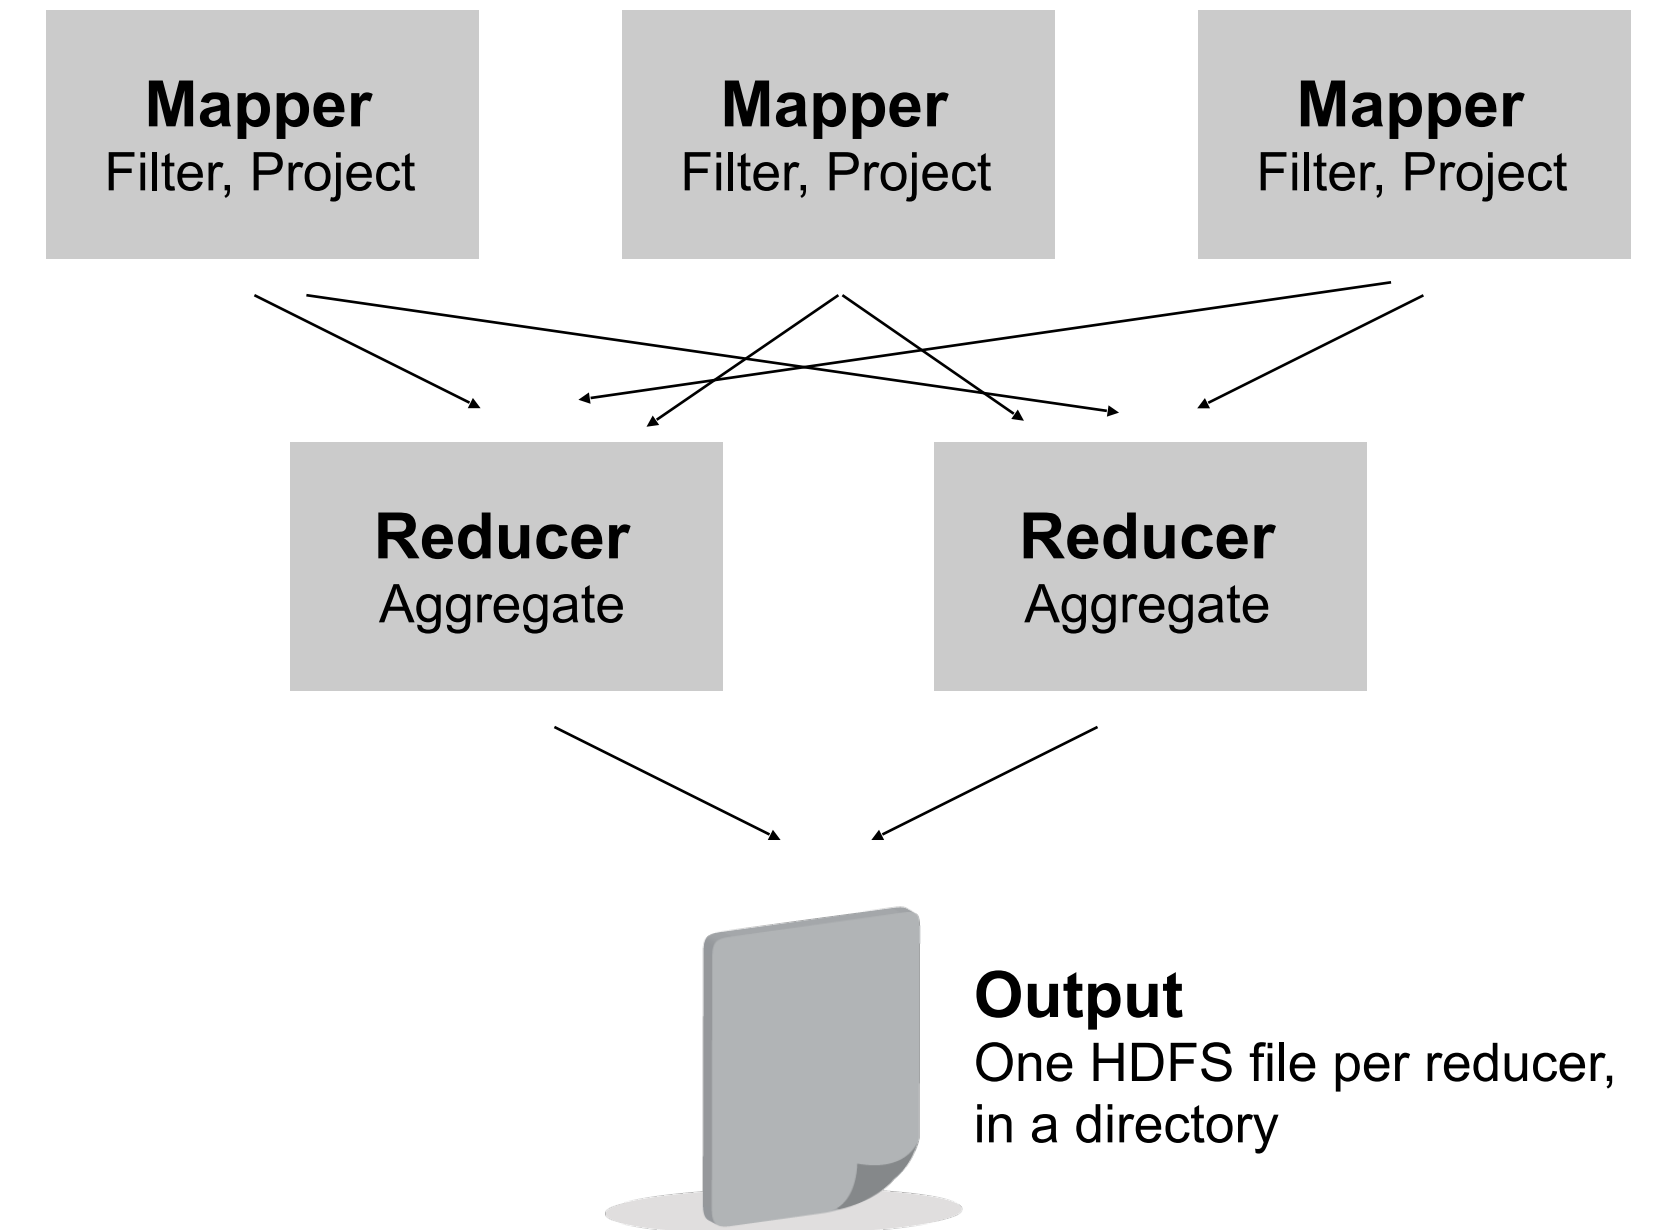 Mapper
Filter, Project
Mapper
Filter, Project
Mapper
Filter, Project
Reducer
Aggregate
Reducer
Aggregate
Output
One HDFS file per reducer,
in a directory